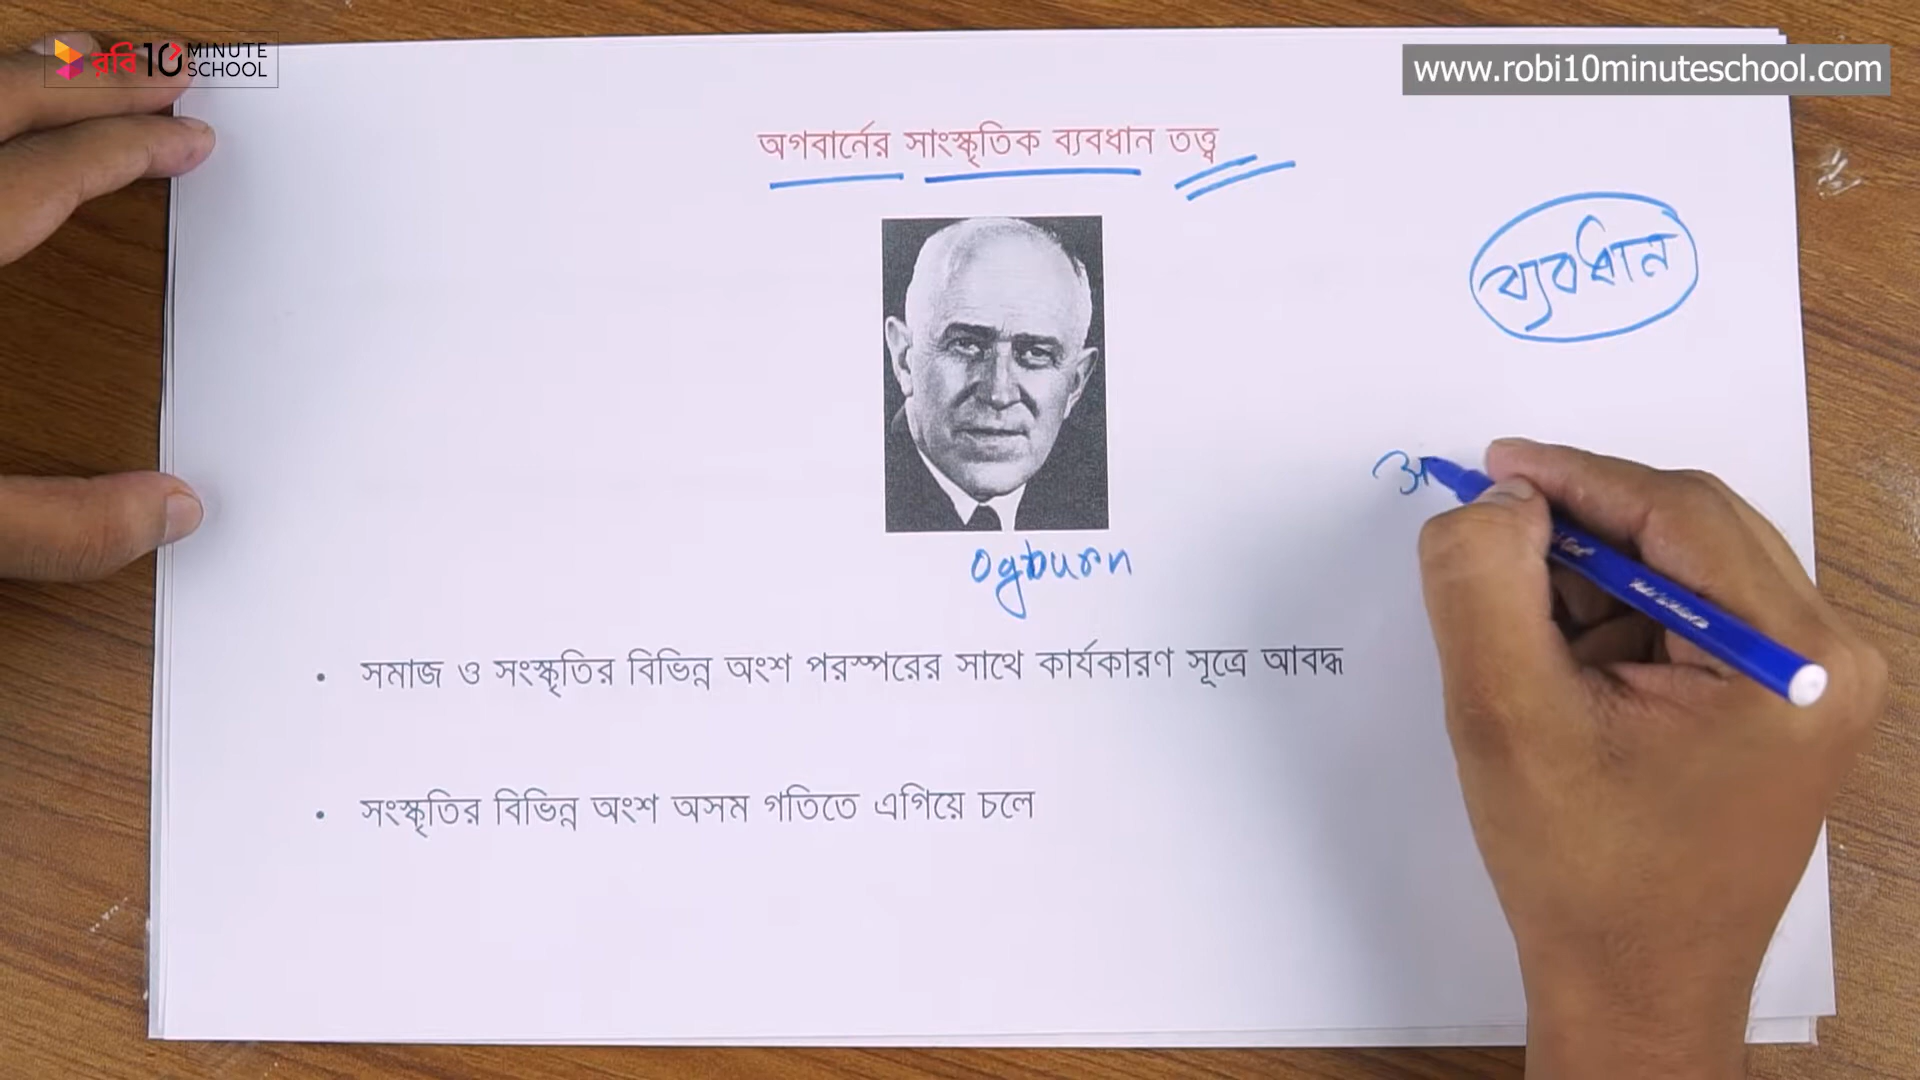 রবি 10 MINUTE SCHOOL
www.robi10minuteschool.com
অগবার্নের সাংস্কৃতিক ব্যবধান তত্ত্ব
ব্যবধান
Ogburn
• সমাজ ও সংস্কৃতির বিভিন্ন অংশ পরস্পরের সাথে কার্যকারণ সূত্রে আবদ্ধ
• সংস্কৃতির বিভিন্ন অংশ অসম গতিতে এগিয়ে চলে